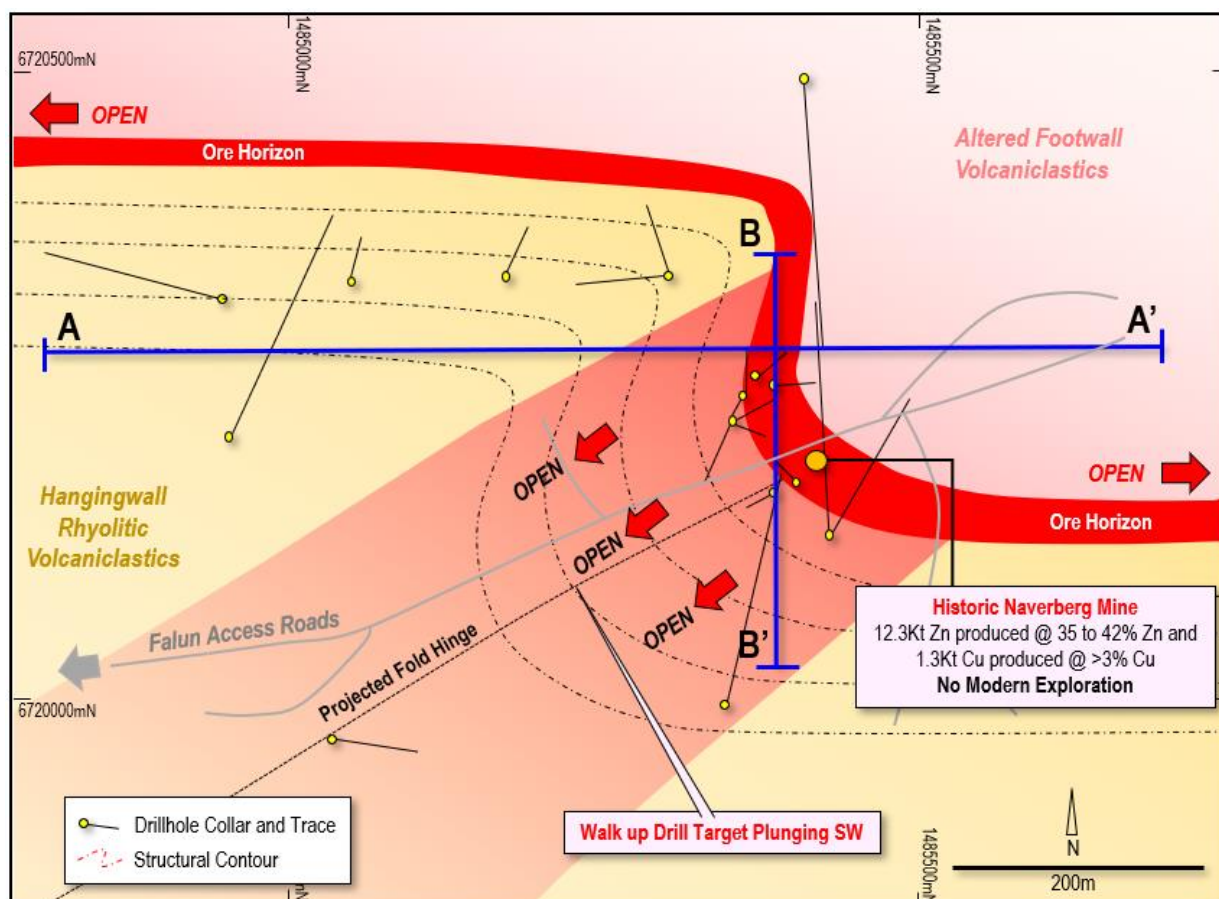 1485000mN
1485500mN
6720500mN
OPEN
Ore Horizon
Altered Footwall
Volcaniclastics
B
A
A’
Hangingwall
Rhyolitic
Volcaniclastics
OPEN
OPEN
OPEN
OPEN
Ore Horizon
Falun Access Roads
B’
Historic Naverberg Mine
12.3Kt Zn produced @ 35 to 42% Zn and
1.3Kt Cu produced @ >3% Cu
No Modern Exploration
Projected Fold Hinge
6720000mN
Drillhole Collar and Trace
Structural Contour
Walk up Drill Target Plunging SW
1485500mN
N
200m